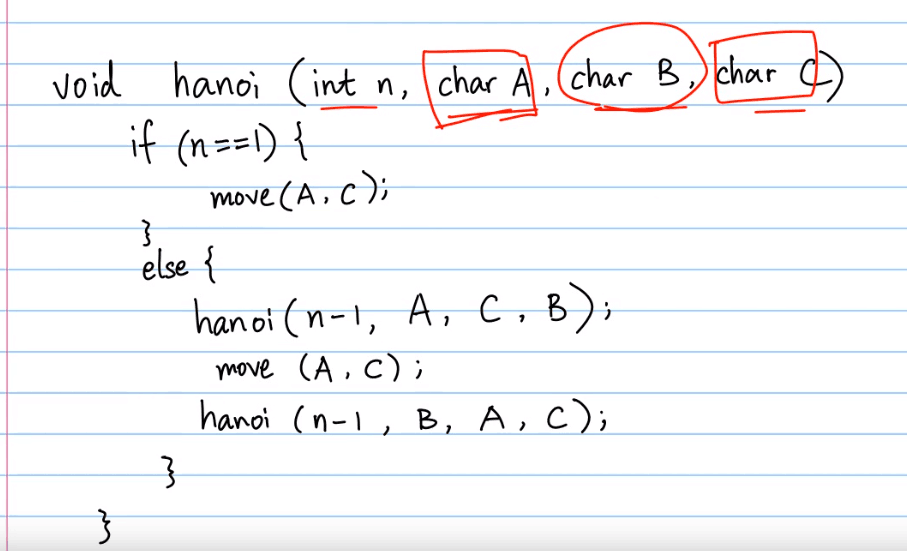 void hanoi (int n, char A, char B, char C)
if (n==1) {
move(A, C);
}
else {
hanoi(n-1, A, C, B);
move (A, C);
hanoi (n-1, B, A, C);
}
}